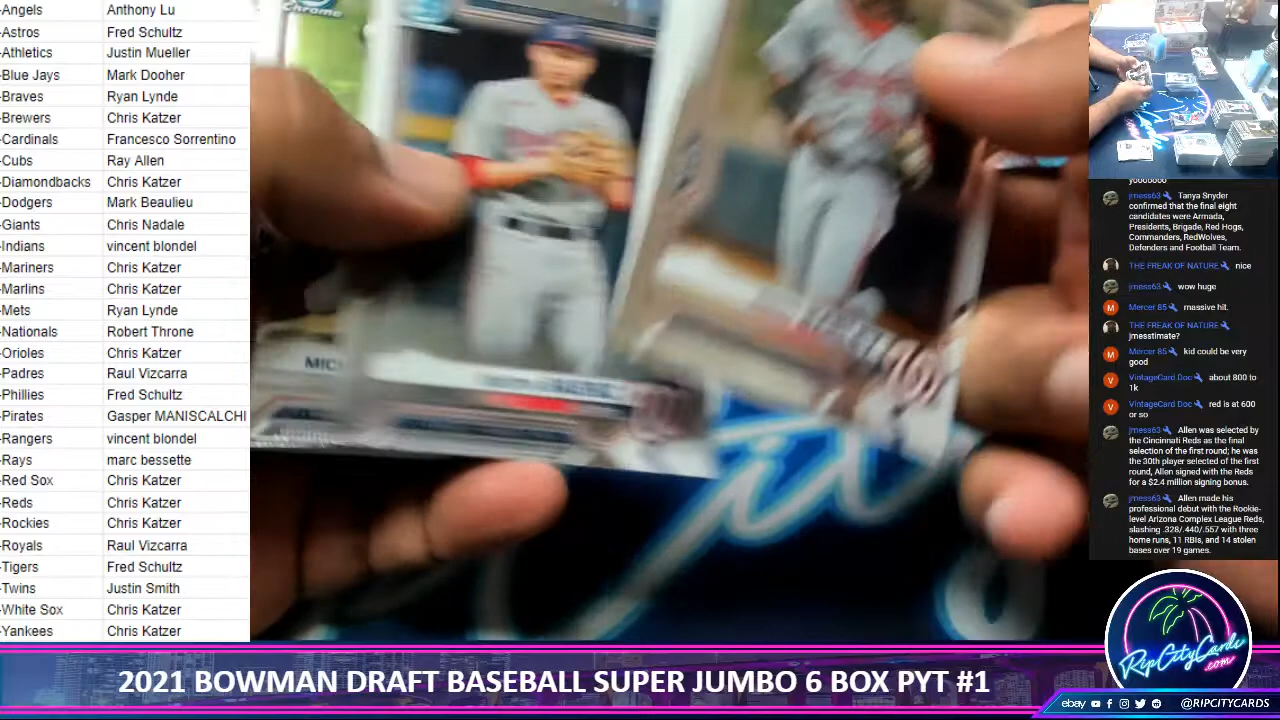 -Angels Anthony Lu
-Astros Fred Schultz
-Athletics Justin Mueller
-Blue Jays Mark Dooher
-Braves Ryan Lynde
-Brewers Chris Katzer
-Cardinals Francesco Sorrentino
-Cubs Ray Allen
-Diamondbacks Chris Katzer
-Dodgers Mark Beaulieu
-Giants Chris Nadale
-Indians vincent blondel
-Mariners Chris Katzer
-Marlins Chris Katzer
-Mets Ryan Lynde
-Nationals Robert Throne
-Orioles Chris Katzer
-Padres Raul Vizcarra
-Phillies Fred Schultz
-Pirates Gasper MANISCALCHI
-Rangers vincent blondel
-Rays marc bessette
-Red Sox Chris Katzer
-Reds Chris Katzer
-Rockies Chris Katzer
-Royals Raul Vizcarra
-Tigers Fred Schultz
-Twins Justin Smith
-White Sox Chris Katzer
-Yankees Chris Katzer
Chrome
MIC
it
yooooooo
jmess63 Tanya Snyder
confirmed that the final eight
candidates were Armada,
Presidents, Brigade, Red Hogs,
Commanders, RedWolves,
Defenders and Football Team.
THE FREAK OF NATURE nice
jmess63 wow huge
M Mercer 85 massive hit.
THE FREAK OF NATURE
jmesstimate?
M Mercer 85 kid could be very
good
V VintageCard Doc about 800 to
1k
V VintageCard Doc red is at 600
or so
jmess63 Allen was selected by
the Cincinnati Reds as the final
selection of the first round; he was
the 30th player selected of the first
round, Allen signed with the Reds
for a $2.4 million signing bonus.
jmess63 Allen made his
professional debut with the Rookie-
level Arizona Complex League Reds,
slashing .328/.440/.557 with three
home runs, 11 RBIs, and 14 stolen
bases over 19 games.
RipCityCards
.com
2021 BOWMAN DRAFT BASEBALL SUPER JUMBO 6 BOX PYT #1
ebay @RIPCITYCARDS